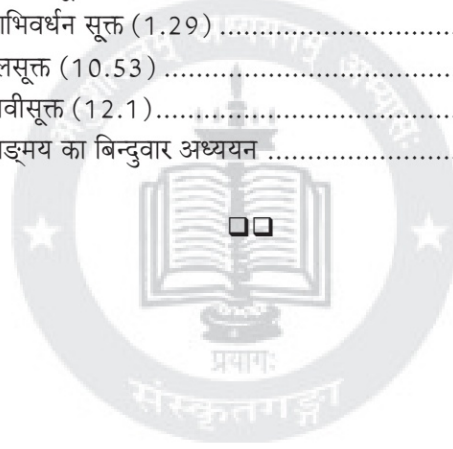 ाभिवर्धन सूक्त (1.29) ..............................
लसूक्त (10.53) ....................................
वीसूक्त (12.1)......................................
ाङ्मय का बिन्दुवार अध्ययन ........................
❑❑
प्रयागः
संस्कृतगङ्गा